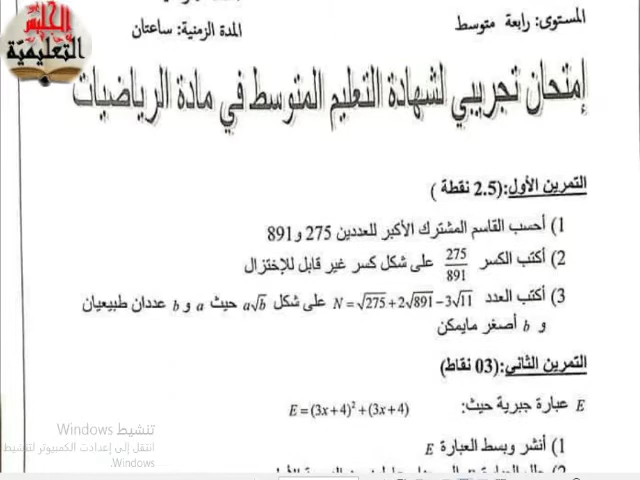 الجليس
التعليمية
المستوى: رابعة متوسط
المدة الزمنية: ساعتان
إمتحان تجريبي لشهادة التعليم المتوسط في مادة الرياضيات
التمرين الأول:(2.5 نقطة )
1) أحسب القاسم المشترك الأكبر للعددين 275 و891
2) أكتب الكسر 275/891 على شكل كسر غير قابل للإختزال
3) أكتب العدد N=√275+2√891−3√11 على شكل a√b حيث a و b عددان طبيعيان
و b أصغر مايمكن
التمرين الثاني:(03 نقاط)
E عبارة جبرية حيث: E=(3x+4)²+(3x+4)
1) أنشر وبسط العبارة E
تنشيط Windows
انتقل إلى إعدادت الكمبيوتر لتنشيط
Windows.